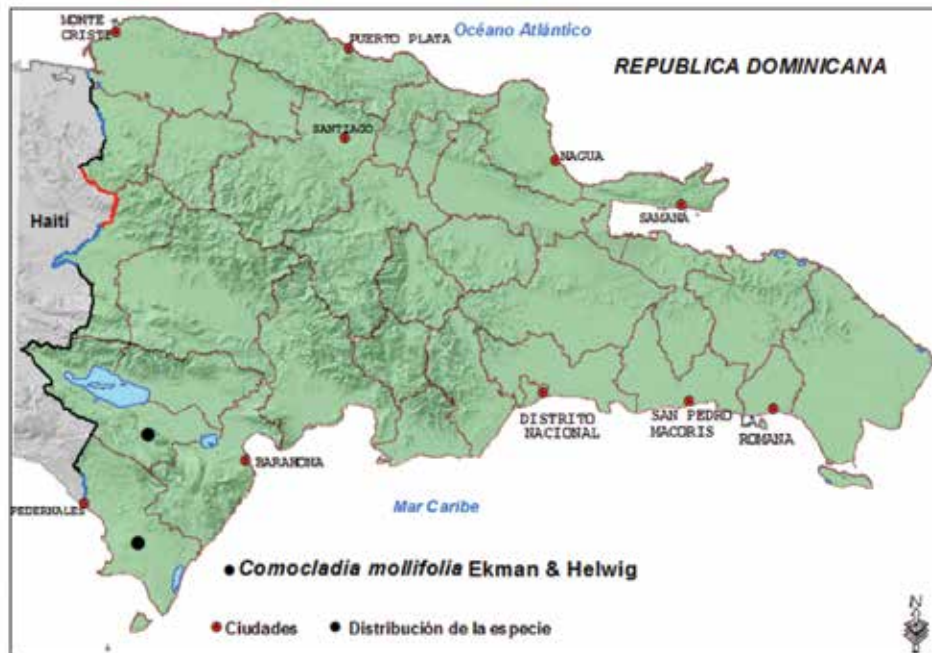 MONTE
CRISTI
PUERTO PLATA
Océano Atlántico
REPUBLICA DOMINICANA
SANTIAGO
NAGUA
SAMANA
Haití
DISTRITO
NACIONAL
SAN PEDRO
MACORIS
LA
ROMANA
BARAHONA
PEDERNALES
Mar Caribe
Comocladia mollifolia Ekman & Helwig
Ciudades
Distribución de la especie
N